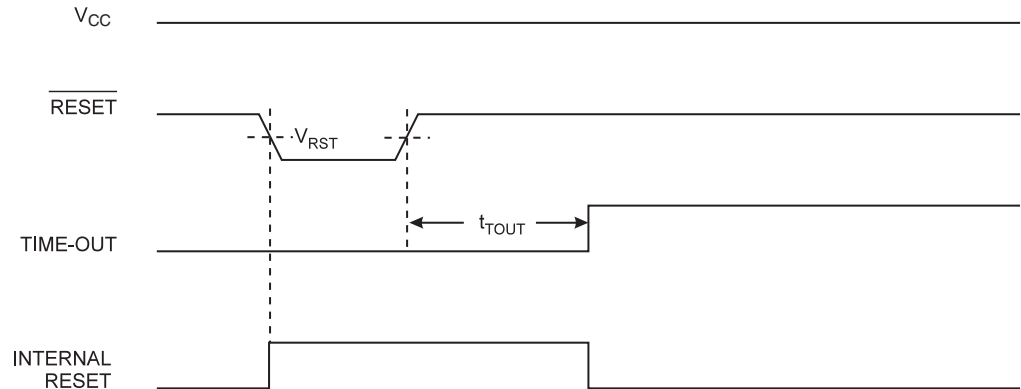 VCC
RESET
VRST
tTOUT
TIME-OUT
INTERNAL
RESET